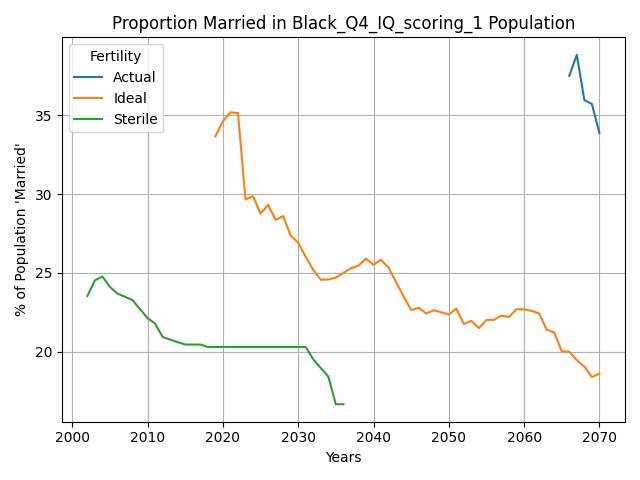 Proportion Married in Black_Q4_IQ_scoring_1 Population
Fertility
Actual
Ideal
Sterile
% of Population 'Married'
35
30
25
20
2000 2010 2020 2030 2040 2050 2060 2070
Years